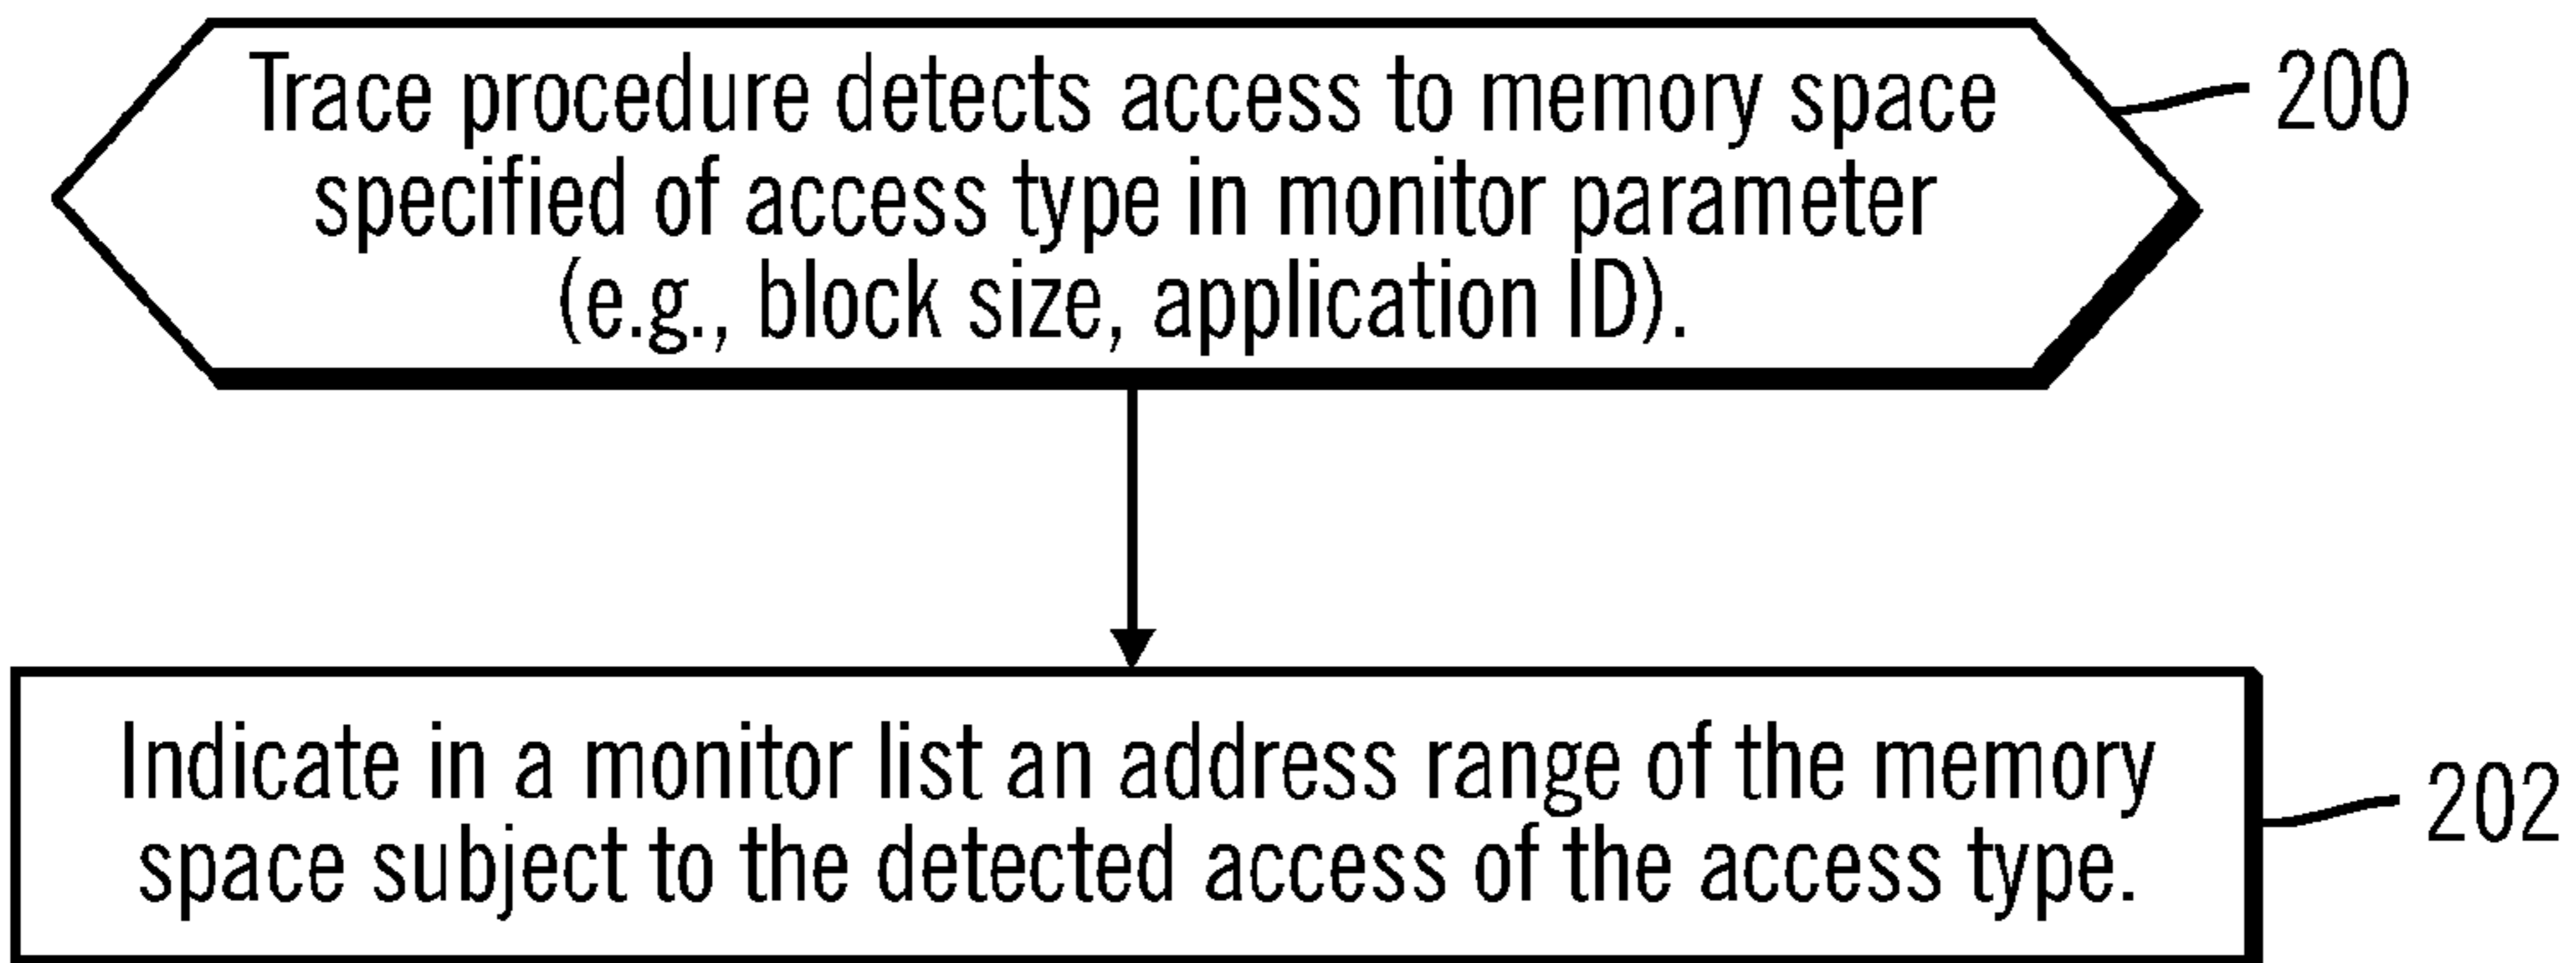 Trace procedure detects access to memory space
specified of access type in monitor parameter
(e.g., block size, application ID).
200
Indicate in a monitor list an address range of the memory
space subject to the detected access of the access type.
202